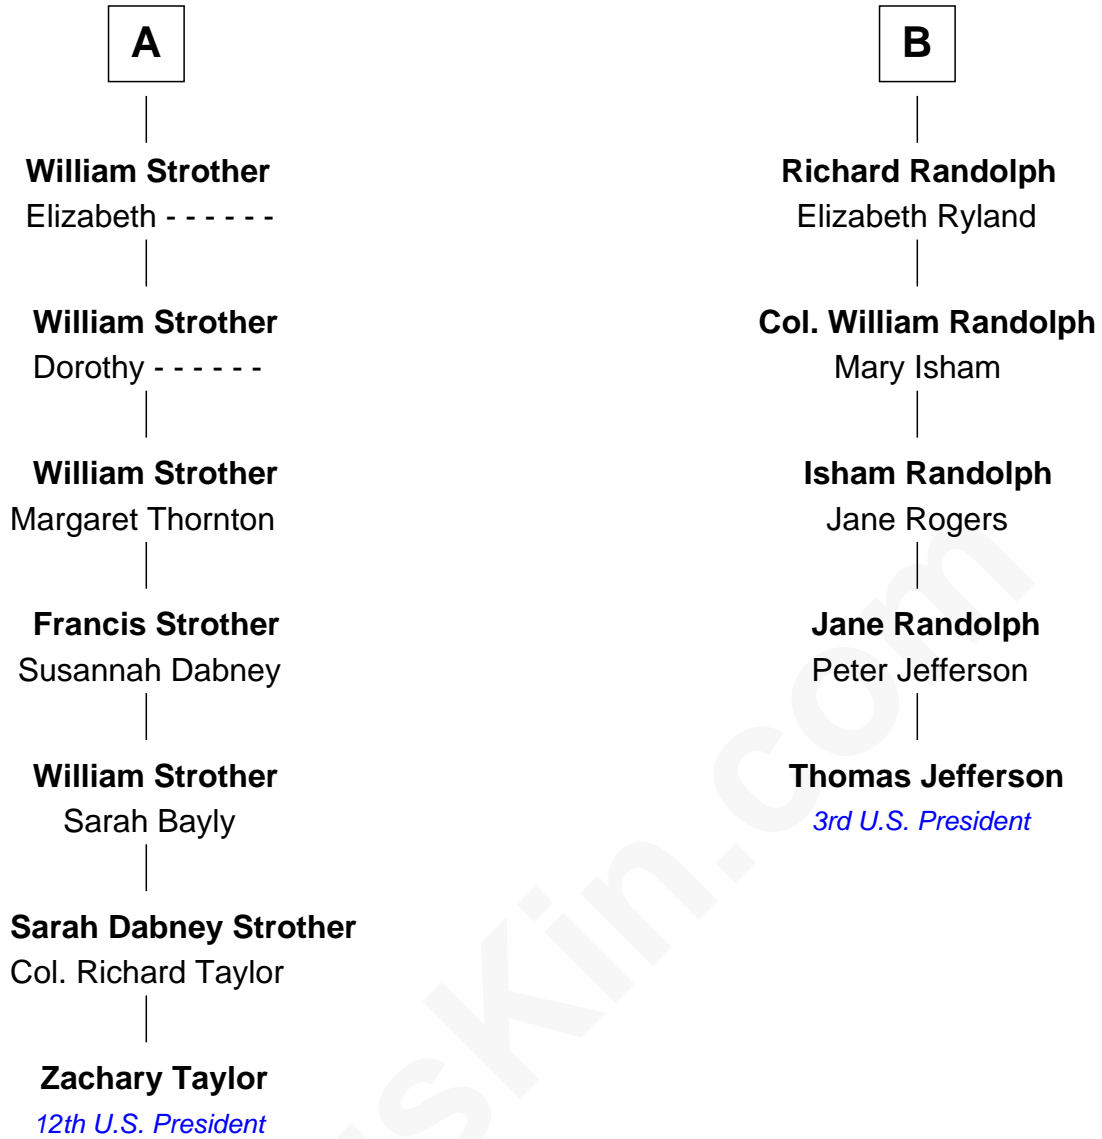 A
William Strother
Elizabeth - - - - - -
William Strother
Dorothy - - - - - -
William Strother
Margaret Thornton
Francis Strother
Susannah Dabney
William Strother
Sarah Bayly
Sarah Dabney Strother
Col. Richard Taylor
Zachary Taylor
12th U.S. President
B
Richard Randolph
Elizabeth Ryland
Col. William Randolph
Mary Isham
Isham Randolph
Jane Rogers
Jane Randolph
Peter Jefferson
Thomas Jefferson
3rd U.S. President
usKin.com